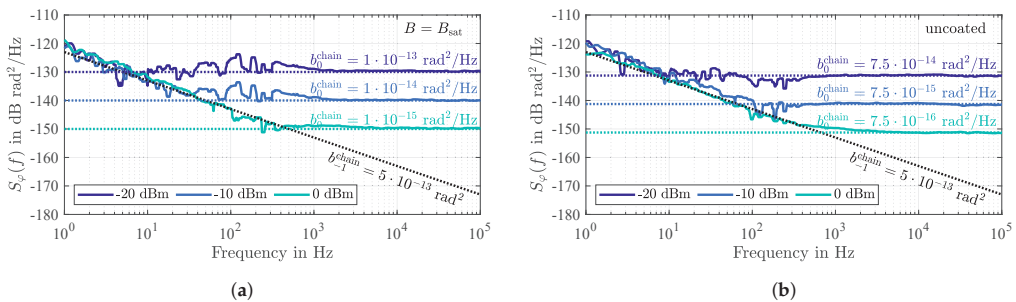 S_φ(f) in dB rad²/Hz
-110
-120
-130
-140
-150
-160
-170
-180
B = B_sat
b_0^chain = 1 · 10^-13 rad²/Hz
b_0^chain = 1 · 10^-14 rad²/Hz
b_0^chain = 1 · 10^-15 rad²/Hz
b_-1^chain = 5 · 10^-13 rad²
-20 dBm -10 dBm 0 dBm
10^0 10^1 10^2 10^3 10^4 10^5
Frequency in Hz
(a)
S_φ(f) in dB rad²/Hz
-110
-120
-130
-140
-150
-160
-170
-180
uncoated
b_0^chain = 7.5 · 10^-14 rad²/Hz
b_0^chain = 7.5 · 10^-15 rad²/Hz
b_0^chain = 7.5 · 10^-16 rad²/Hz
b_-1^chain = 5 · 10^-13 rad²
-20 dBm -10 dBm 0 dBm
10^0 10^1 10^2 10^3 10^4 10^5
Frequency in Hz
(b)